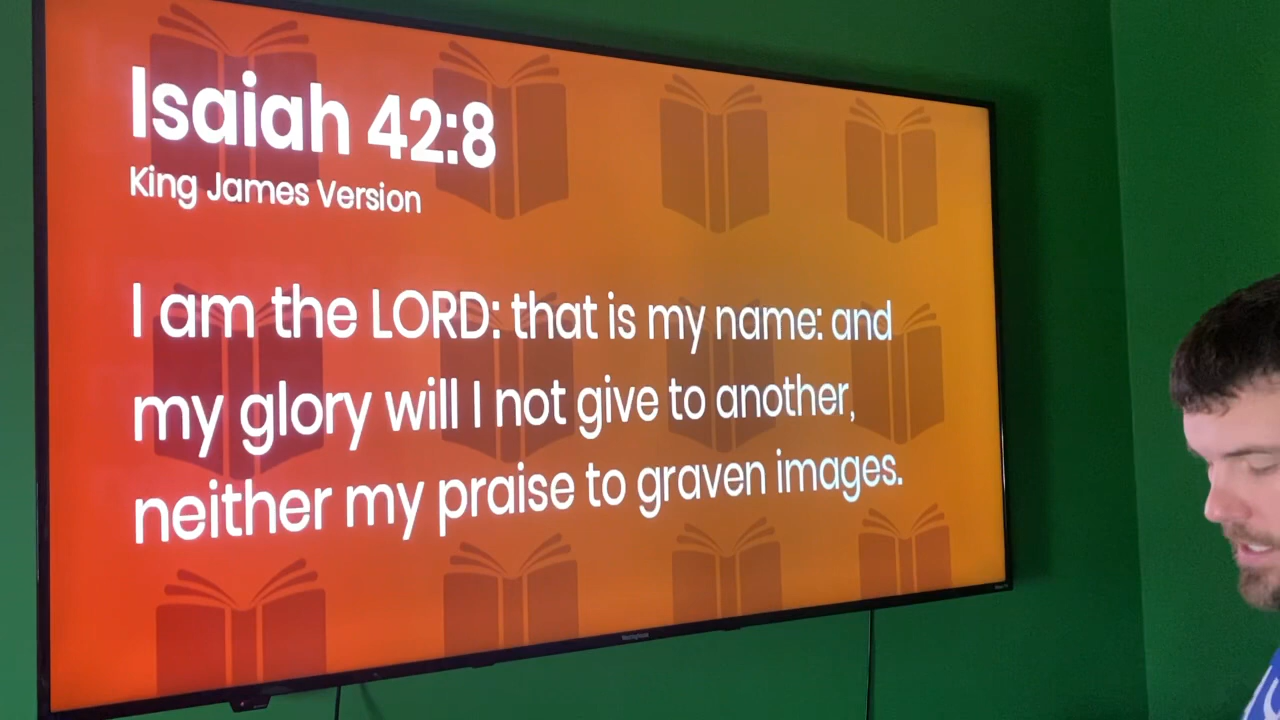 Isaiah 42:8
King James Version
I am the LORD: that is my name: and
my glory will I not give to another,
neither my praise to graven images.
Westinghouse